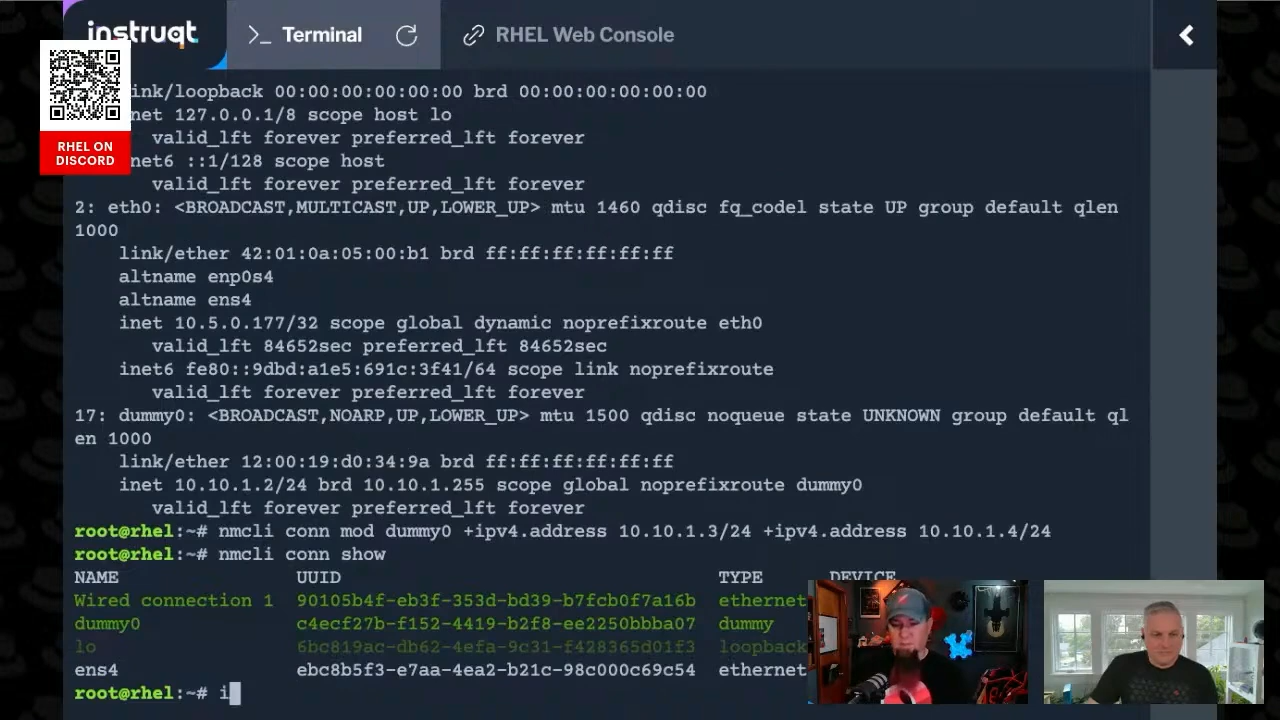 instruqt
>_ Terminal
RHEL Web Console
ink/loopback 00:00:00:00:00:00 brd 00:00:00:00:00:00
net 127.0.0.1/8 scope host lo
valid_lft forever preferred_lft forever
RHEL ON
DISCORD
net6 ::1/128 scope host
valid_lft forever preferred_lft forever
2: eth0: <BROADCAST,MULTICAST,UP,LOWER_UP> mtu 1460 qdisc fq_codel state UP group default qlen
1000
link/ether 42:01:0a:05:00:b1 brd ff:ff:ff:ff:ff:ff
altname enp0s4
altname ens4
inet 10.5.0.177/32 scope global dynamic noprefixroute eth0
valid_lft 84652sec preferred_lft 84652sec
inet6 fe80::9dbd:a1e5:691c:3f41/64 scope link noprefixroute
valid_lft forever preferred_lft forever
17: dummy0: <BROADCAST,NOARP,UP,LOWER_UP> mtu 1500 qdisc noqueue state UNKNOWN group default ql
en 1000
link/ether 12:00:19:d0:34:9a brd ff:ff:ff:ff:ff:ff
inet 10.10.1.2/24 brd 10.10.1.255 scope global noprefixroute dummy0
valid_lft forever preferred_lft forever
root@rhel:~# nmcli conn mod dummy0 +ipv4.address 10.10.1.3/24 +ipv4.address 10.10.1.4/24
root@rhel:~# nmcli conn show
NAME UUID TYPE DEVICE
Wired connection 1 90105b4f-eb3f-353d-bd39-b7fcb0f7a16b ethernet
dummy0 c4ecf27b-f152-4419-b2f8-ee2250bbba07 dummy
lo 6bc819ac-db62-4efa-9c31-f428365d01f3 loopback
ens4 ebc8b5f3-e7aa-4ea2-b21c-98c000c69c54 ethernet
root@rhel:~# i